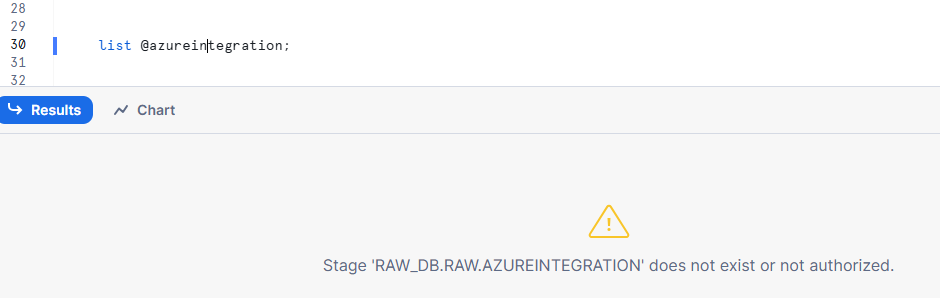 28
29
30 list @azureintegration;
31
32
Results Chart
Stage 'RAW_DB.RAW.AZUREINTEGRATION' does not exist or not authorized.